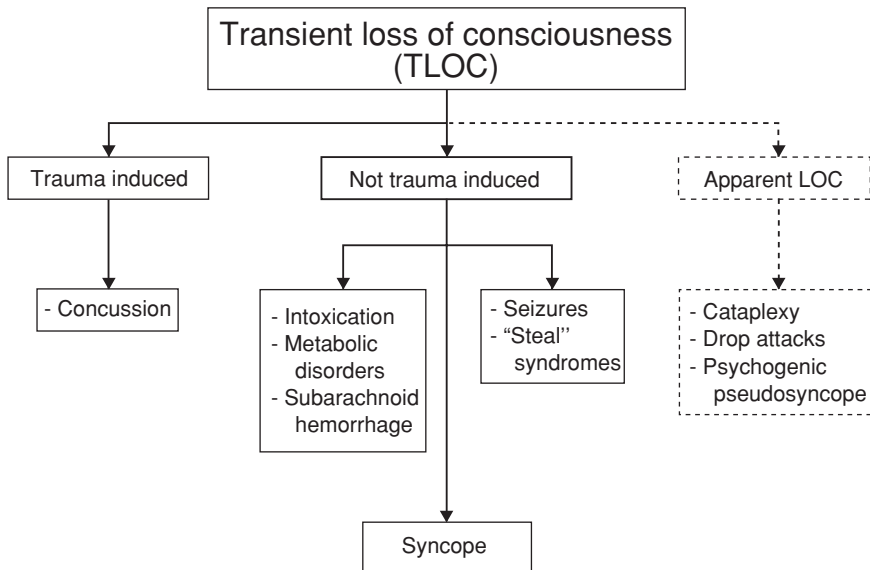 Transient loss of consciousness
(TLOC)
Trauma induced
Not trauma induced
Apparent LOC
- Concussion
- Intoxication
- Metabolic
disorders
- Subarachnoid
hemorrhage
- Seizures
- “Steal’’
syndromes
- Cataplexy
- Drop attacks
- Psychogenic
pseudosyncope
Syncope